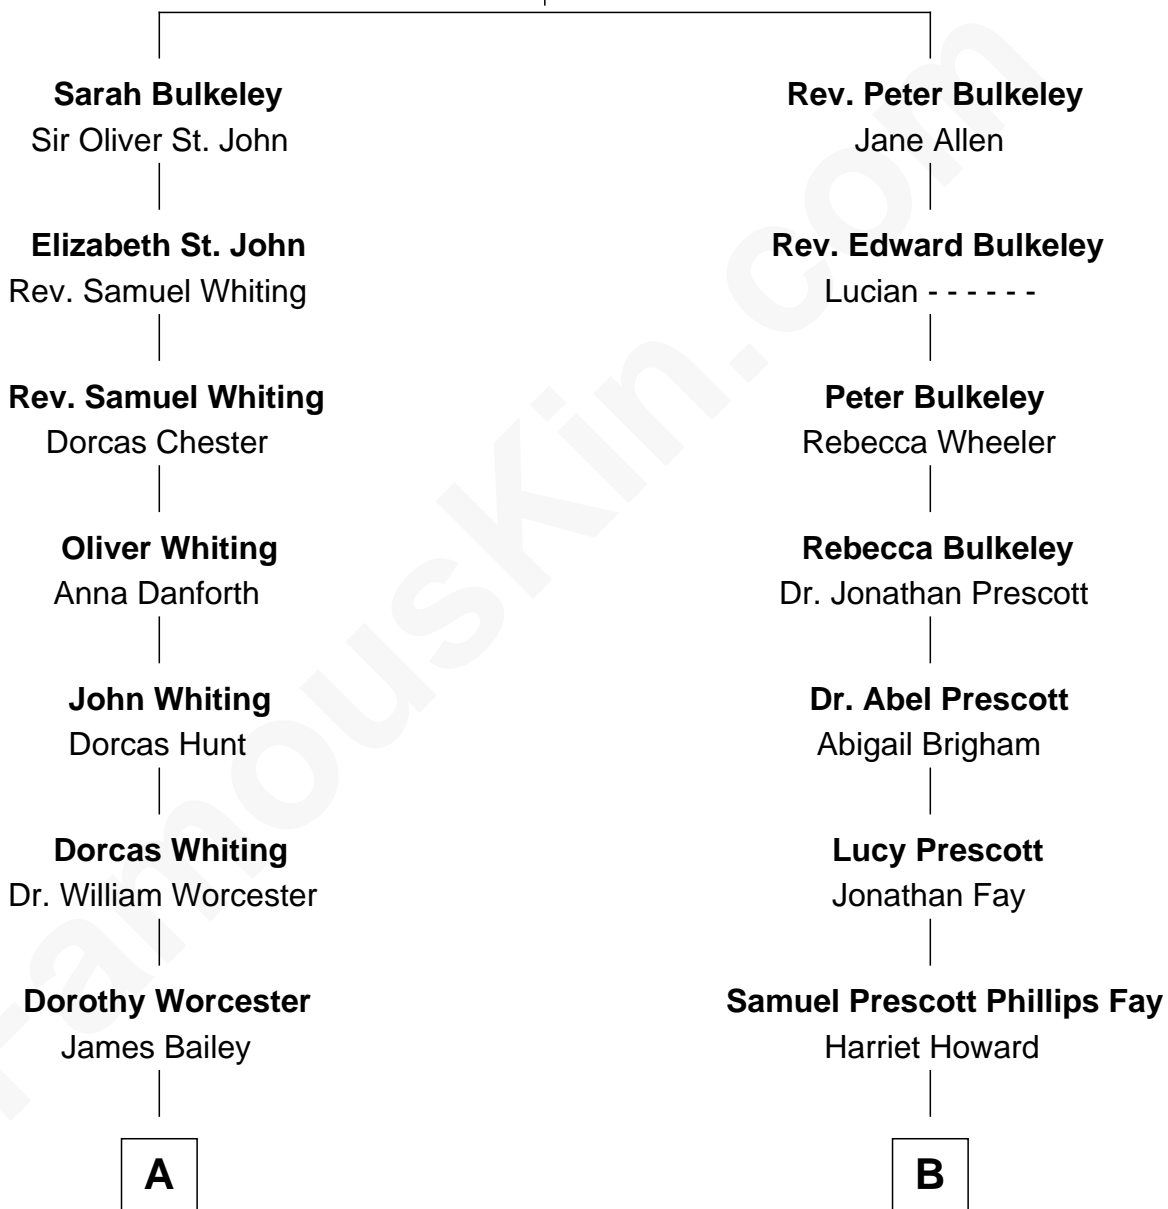 Sarah Bulkeley
Sir Oliver St. John
Elizabeth St. John
Rev. Samuel Whiting
Rev. Samuel Whiting
Dorcas Chester
Oliver Whiting
Anna Danforth
John Whiting
Dorcas Hunt
Dorcas Whiting
Dr. William Worcester
Dorothy Worcester
James Bailey
A
Rev. Peter Bulkeley
Jane Allen
Rev. Edward Bulkeley
Lucian - - - - - -
Peter Bulkeley
Rebecca Wheeler
Rebecca Bulkeley
Dr. Jonathan Prescott
Dr. Abel Prescott
Abigail Brigham
Lucy Prescott
Jonathan Fay
Samuel Prescott Phillips Fay
Harriet Howard
B
FamousKin.com